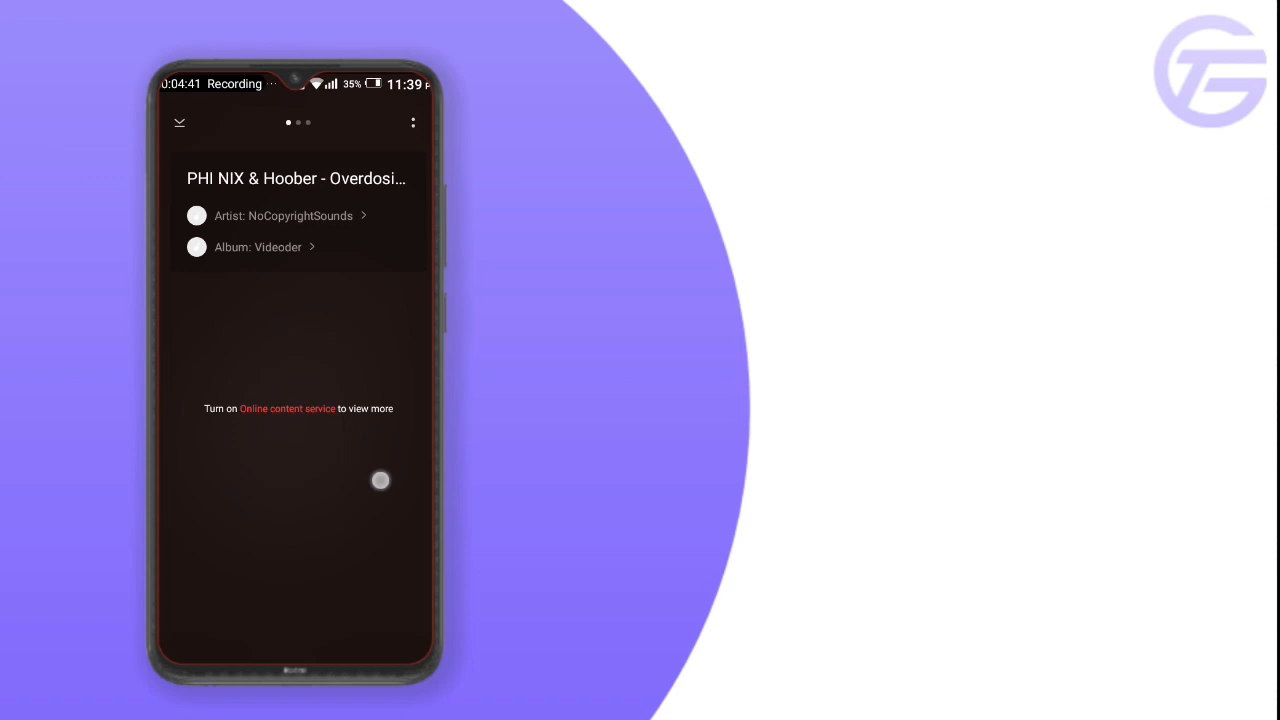 0:04:41 Recording ··· 35% 11:39
PHI NIX & Hoober - Overdosi...
Artist: NoCopyrightSounds >
Album: Videoder >
Turn on Online content service to view more